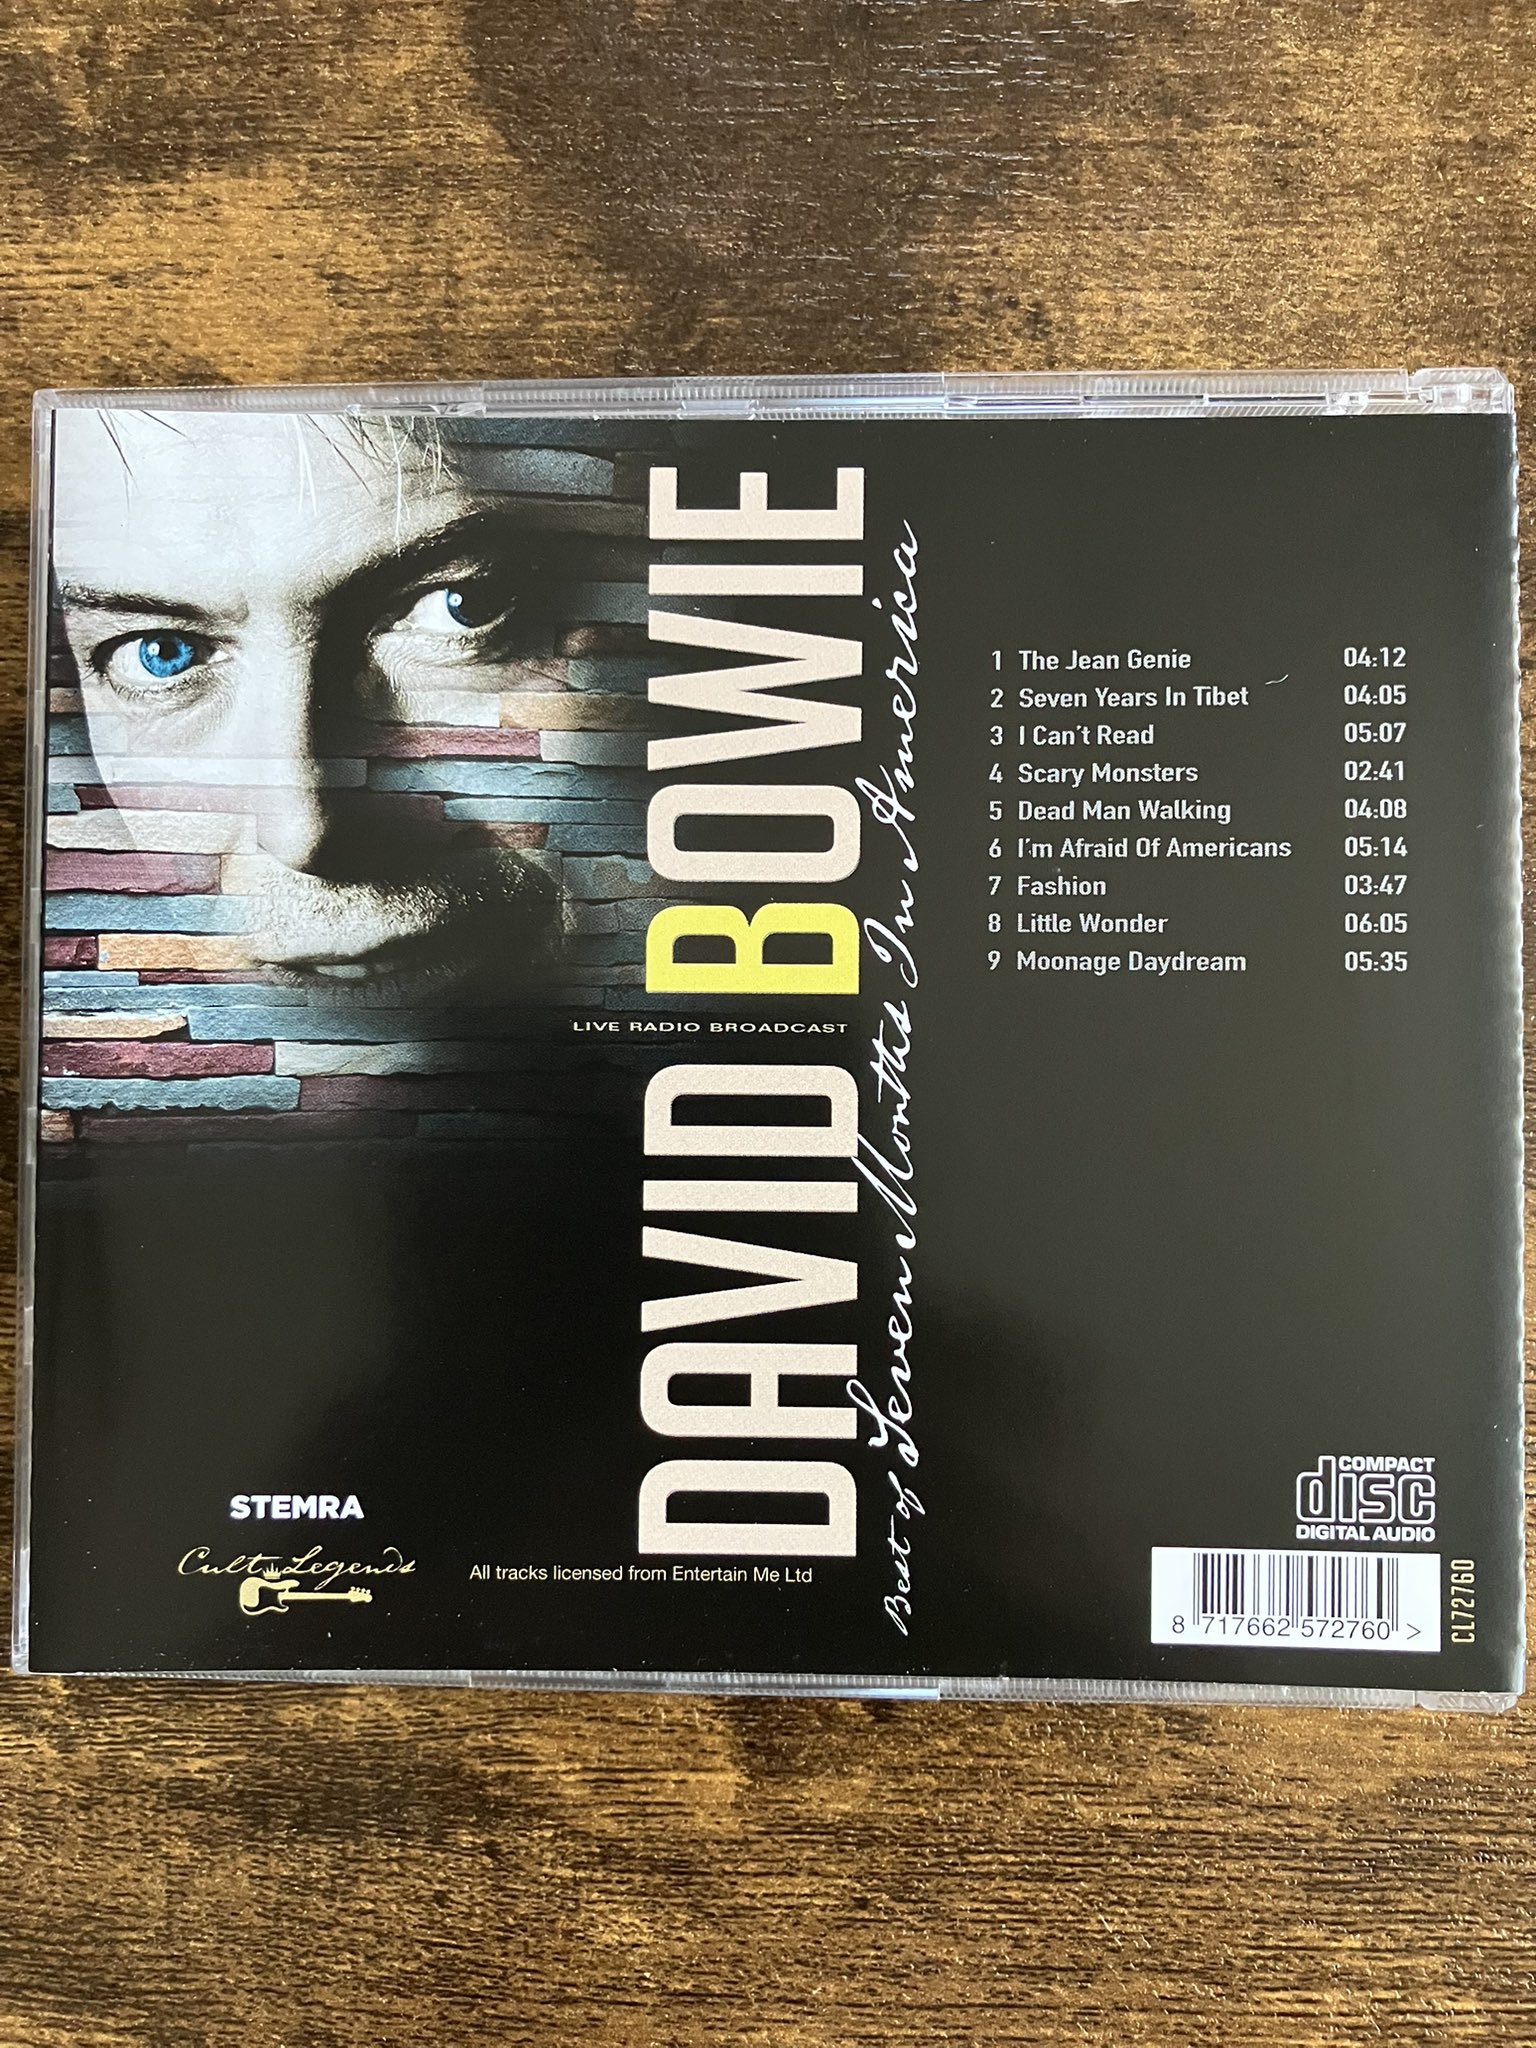 DAVID BOWIE
LIVE RADIO BROADCAST
Best of Seven Months In America
1 The Jean Genie 04:12
2 Seven Years In Tibet 04:05
3 I Can't Read 05:07
4 Scary Monsters 02:41
5 Dead Man Walking 04:08
6 I'm Afraid Of Americans 05:14
7 Fashion 03:47
8 Little Wonder 06:05
9 Moonage Daydream 05:35
STEMRA
Cult Legends
All tracks licensed from Entertain Me Ltd
COMPACT
disc
DIGITAL AUDIO
8 717662 572760 >
CL72760